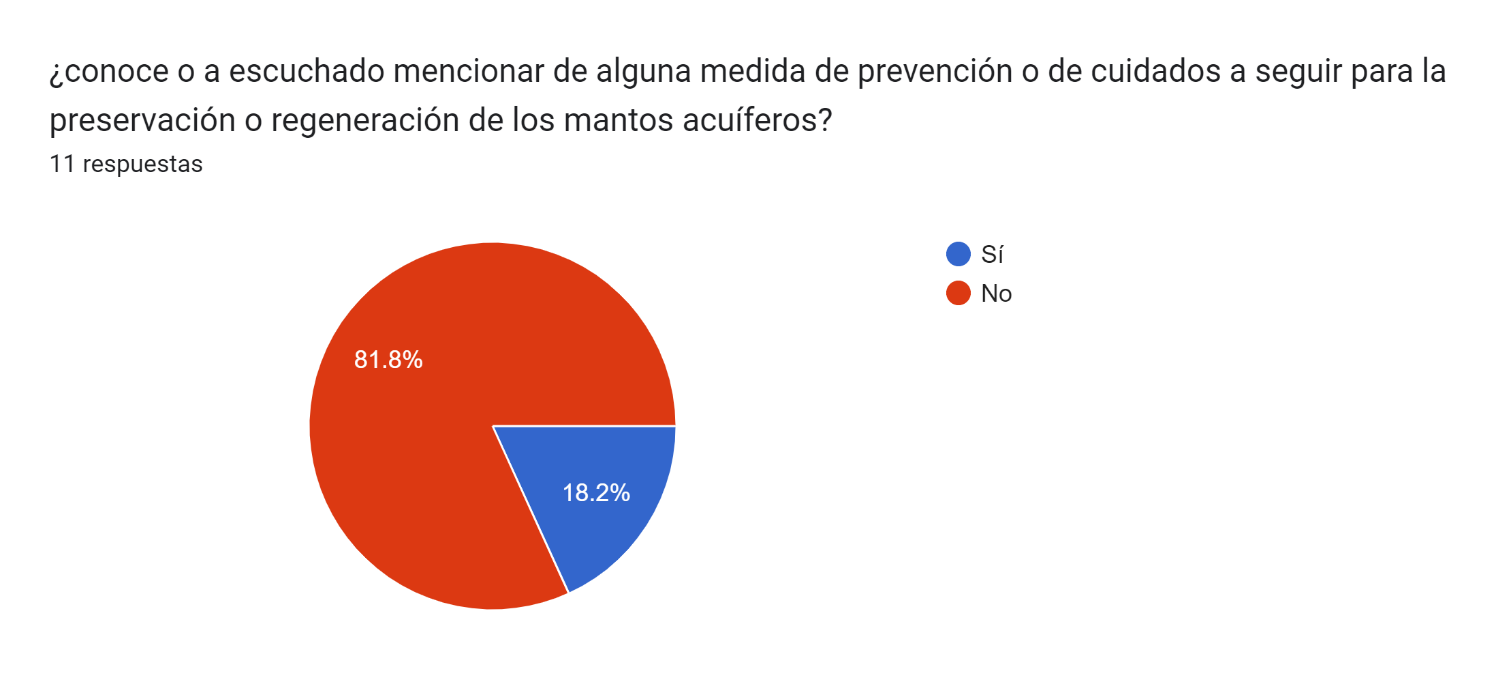 ¿conoce o a escuchado mencionar de alguna medida de prevención o de cuidados a seguir para la
preservación o regeneración de los mantos acuíferos?
11 respuestas
Sí
No
81.8%
18.2%